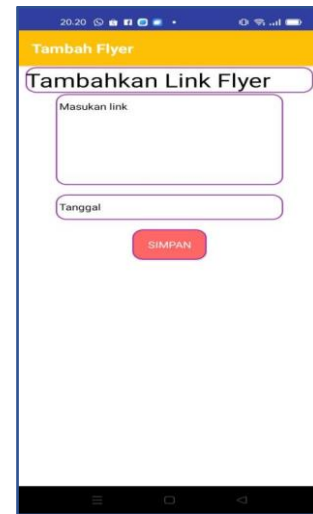 20.20
Tambah Flyer
Tambahkan Link Flyer
Masukan link
Tanggal
SIMPAN